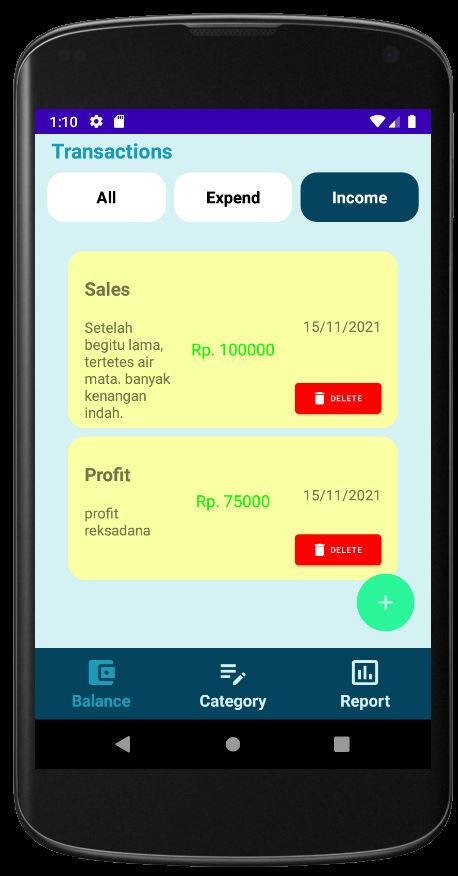 1:10
Transactions
All Expend Income
Sales
15/11/2021
Setelah
begitu lama,
tertetes air
mata. banyak
kenangan
indah.
Rp. 100000
DELETE
Profit
15/11/2021
Rp. 75000
profit
reksadana
DELETE
+
Balance Category Report